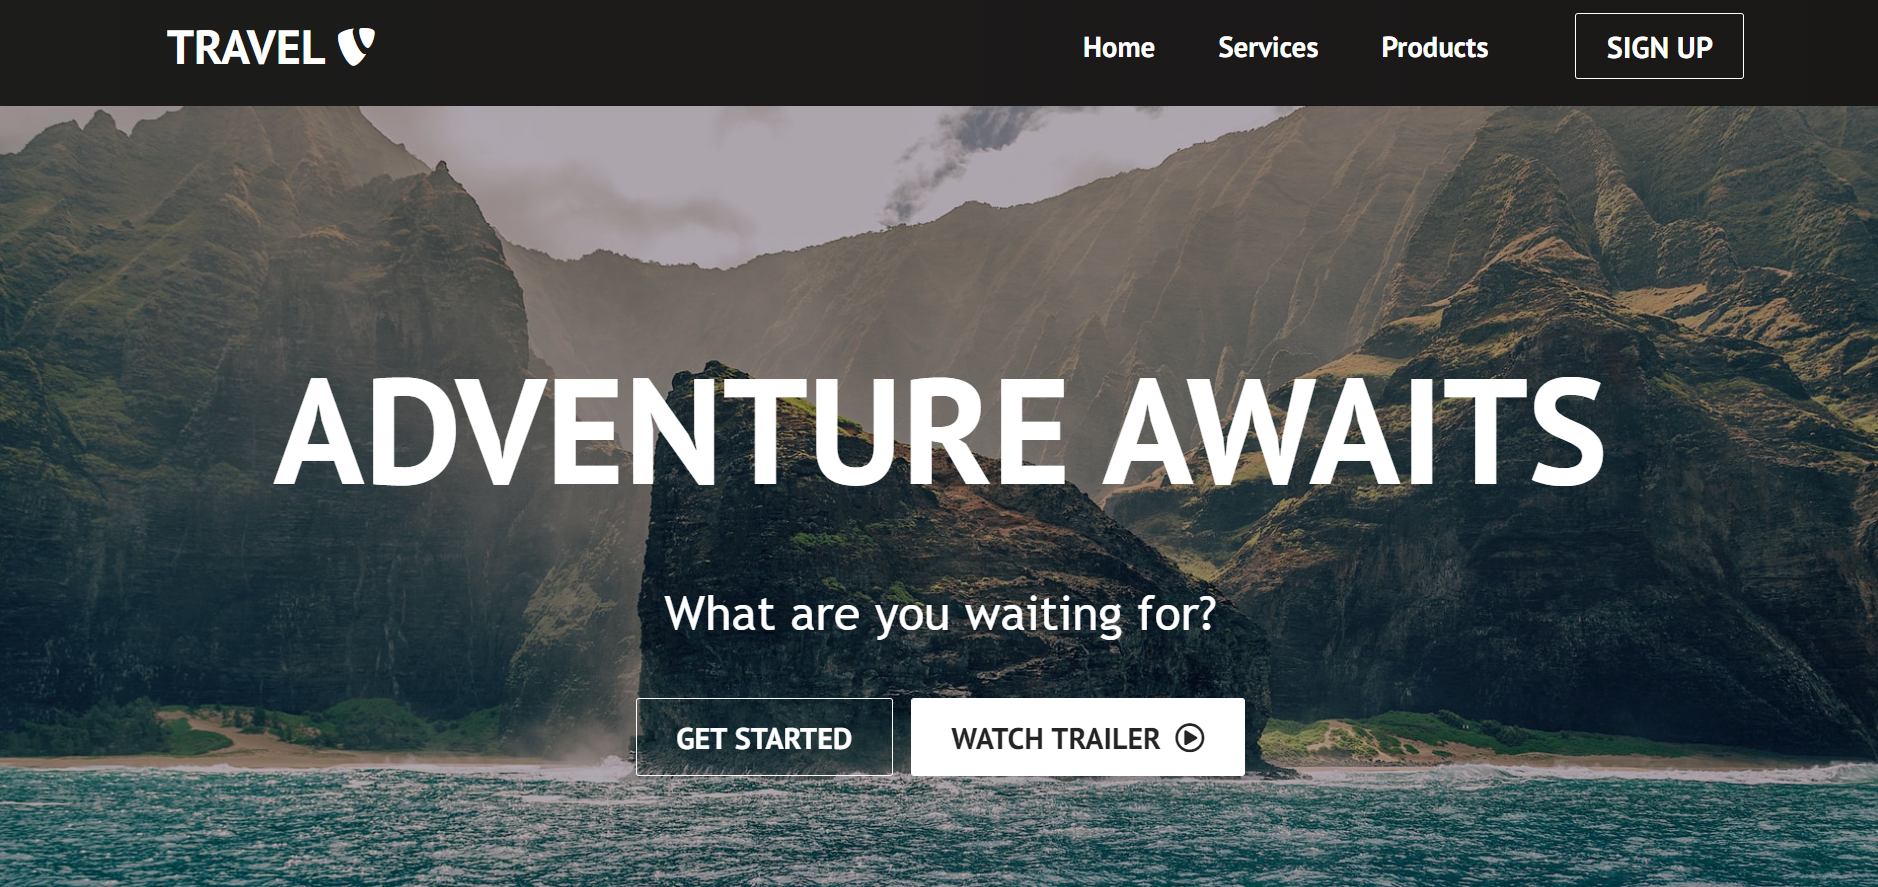 TRAVEL
Home Services Products SIGN UP
ADVENTURE AWAITS
What are you waiting for?
GET STARTED WATCH TRAILER